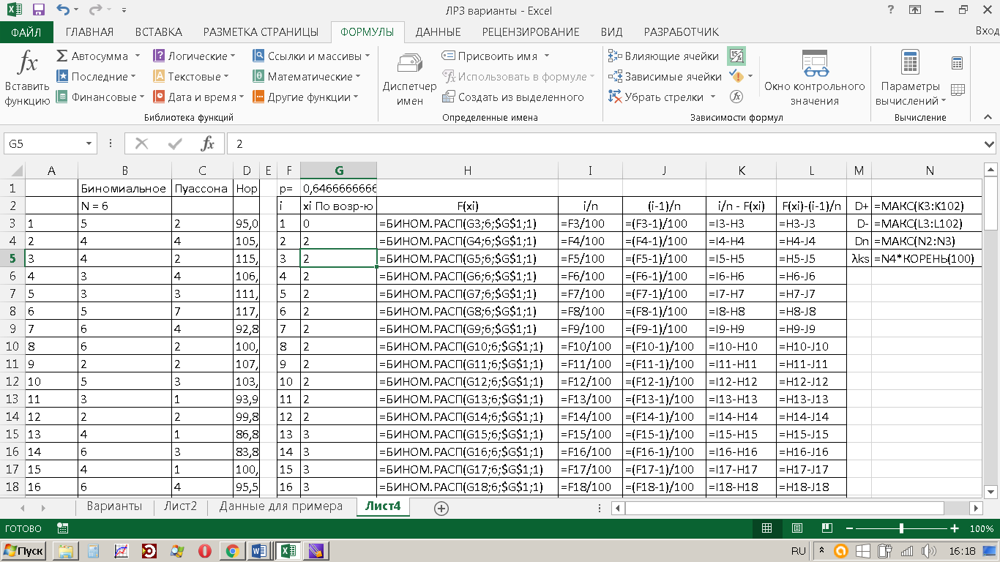 ЛР3 варианты - Excel
?
ФАЙЛ ГЛАВНАЯ ВСТАВКА РАЗМЕТКА СТРАНИЦЫ ФОРМУЛЫ ДАННЫЕ РЕЦЕНЗИРОВАНИЕ ВИД РАЗРАБОТЧИК Вход
fx Вставить функцию
Σ Автосумма
Последние
Финансовые
Логические
Текстовые
Дата и время
Ссылки и массивы
Математические
Другие функции
Библиотека функций
Диспетчер имен
Присвоить имя
Использовать в формуле
Создать из выделенного
Определенные имена
Влияющие ячейки
Зависимые ячейки
Убрать стрелки
Окно контрольного значения
Зависимости формул
Параметры вычислений
Вычисление
G5 fx 2
A B C D E F G H I J K L M N
1 Биномиальное Пуассона Нор p= 0,6466666666
2 N = 6 i xi По возр-ю F(xi) i/n (i-1)/n i/n - F(xi) F(xi)-(i-1)/n D+ =МАКС(K3:K102)
3 1 5 2 95,0 1 0 =БИНОМ.РАСП(G3;6;$G$1;1) =F3/100 =(F3-1)/100 =I3-H3 =H3-J3 D- =МАКС(L3:L102)
4 2 4 4 105, 2 2 =БИНОМ.РАСП(G4;6;$G$1;1) =F4/100 =(F4-1)/100 =I4-H4 =H4-J4 Dn =МАКС(N2:N3)
5 3 4 2 115, 3 2 =БИНОМ.РАСП(G5;6;$G$1;1) =F5/100 =(F5-1)/100 =I5-H5 =H5-J5 λks =N4*КОРЕНЬ(100)
6 4 3 4 106, 4 2 =БИНОМ.РАСП(G6;6;$G$1;1) =F6/100 =(F6-1)/100 =I6-H6 =H6-J6
7 5 3 3 111, 5 2 =БИНОМ.РАСП(G7;6;$G$1;1) =F7/100 =(F7-1)/100 =I7-H7 =H7-J7
8 6 5 7 117, 6 2 =БИНОМ.РАСП(G8;6;$G$1;1) =F8/100 =(F8-1)/100 =I8-H8 =H8-J8
9 7 6 4 92,8 7 2 =БИНОМ.РАСП(G9;6;$G$1;1) =F9/100 =(F9-1)/100 =I9-H9 =H9-J9
10 8 6 2 100, 8 2 =БИНОМ.РАСП(G10;6;$G$1;1) =F10/100 =(F10-1)/100 =I10-H10 =H10-J10
11 9 2 2 107, 9 2 =БИНОМ.РАСП(G11;6;$G$1;1) =F11/100 =(F11-1)/100 =I11-H11 =H11-J11
12 10 5 3 103, 10 2 =БИНОМ.РАСП(G12;6;$G$1;1) =F12/100 =(F12-1)/100 =I12-H12 =H12-J12
13 11 3 1 93,9 11 2 =БИНОМ.РАСП(G13;6;$G$1;1) =F13/100 =(F13-1)/100 =I13-H13 =H13-J13
14 12 2 2 99,8 12 2 =БИНОМ.РАСП(G14;6;$G$1;1) =F14/100 =(F14-1)/100 =I14-H14 =H14-J14
15 13 4 1 86,8 13 3 =БИНОМ.РАСП(G15;6;$G$1;1) =F15/100 =(F15-1)/100 =I15-H15 =H15-J15
16 14 6 3 83,8 14 3 =БИНОМ.РАСП(G16;6;$G$1;1) =F16/100 =(F16-1)/100 =I16-H16 =H16-J16
17 15 4 1 100, 15 3 =БИНОМ.РАСП(G17;6;$G$1;1) =F17/100 =(F17-1)/100 =I17-H17 =H17-J17
18 16 6 4 95,5 16 3 =БИНОМ.РАСП(G18;6;$G$1;1) =F18/100 =(F18-1)/100 =I18-H18 =H18-J18
Варианты Лист2 Данные для примера Лист4
ГОТОВО 100%
Пуск RU 16:18